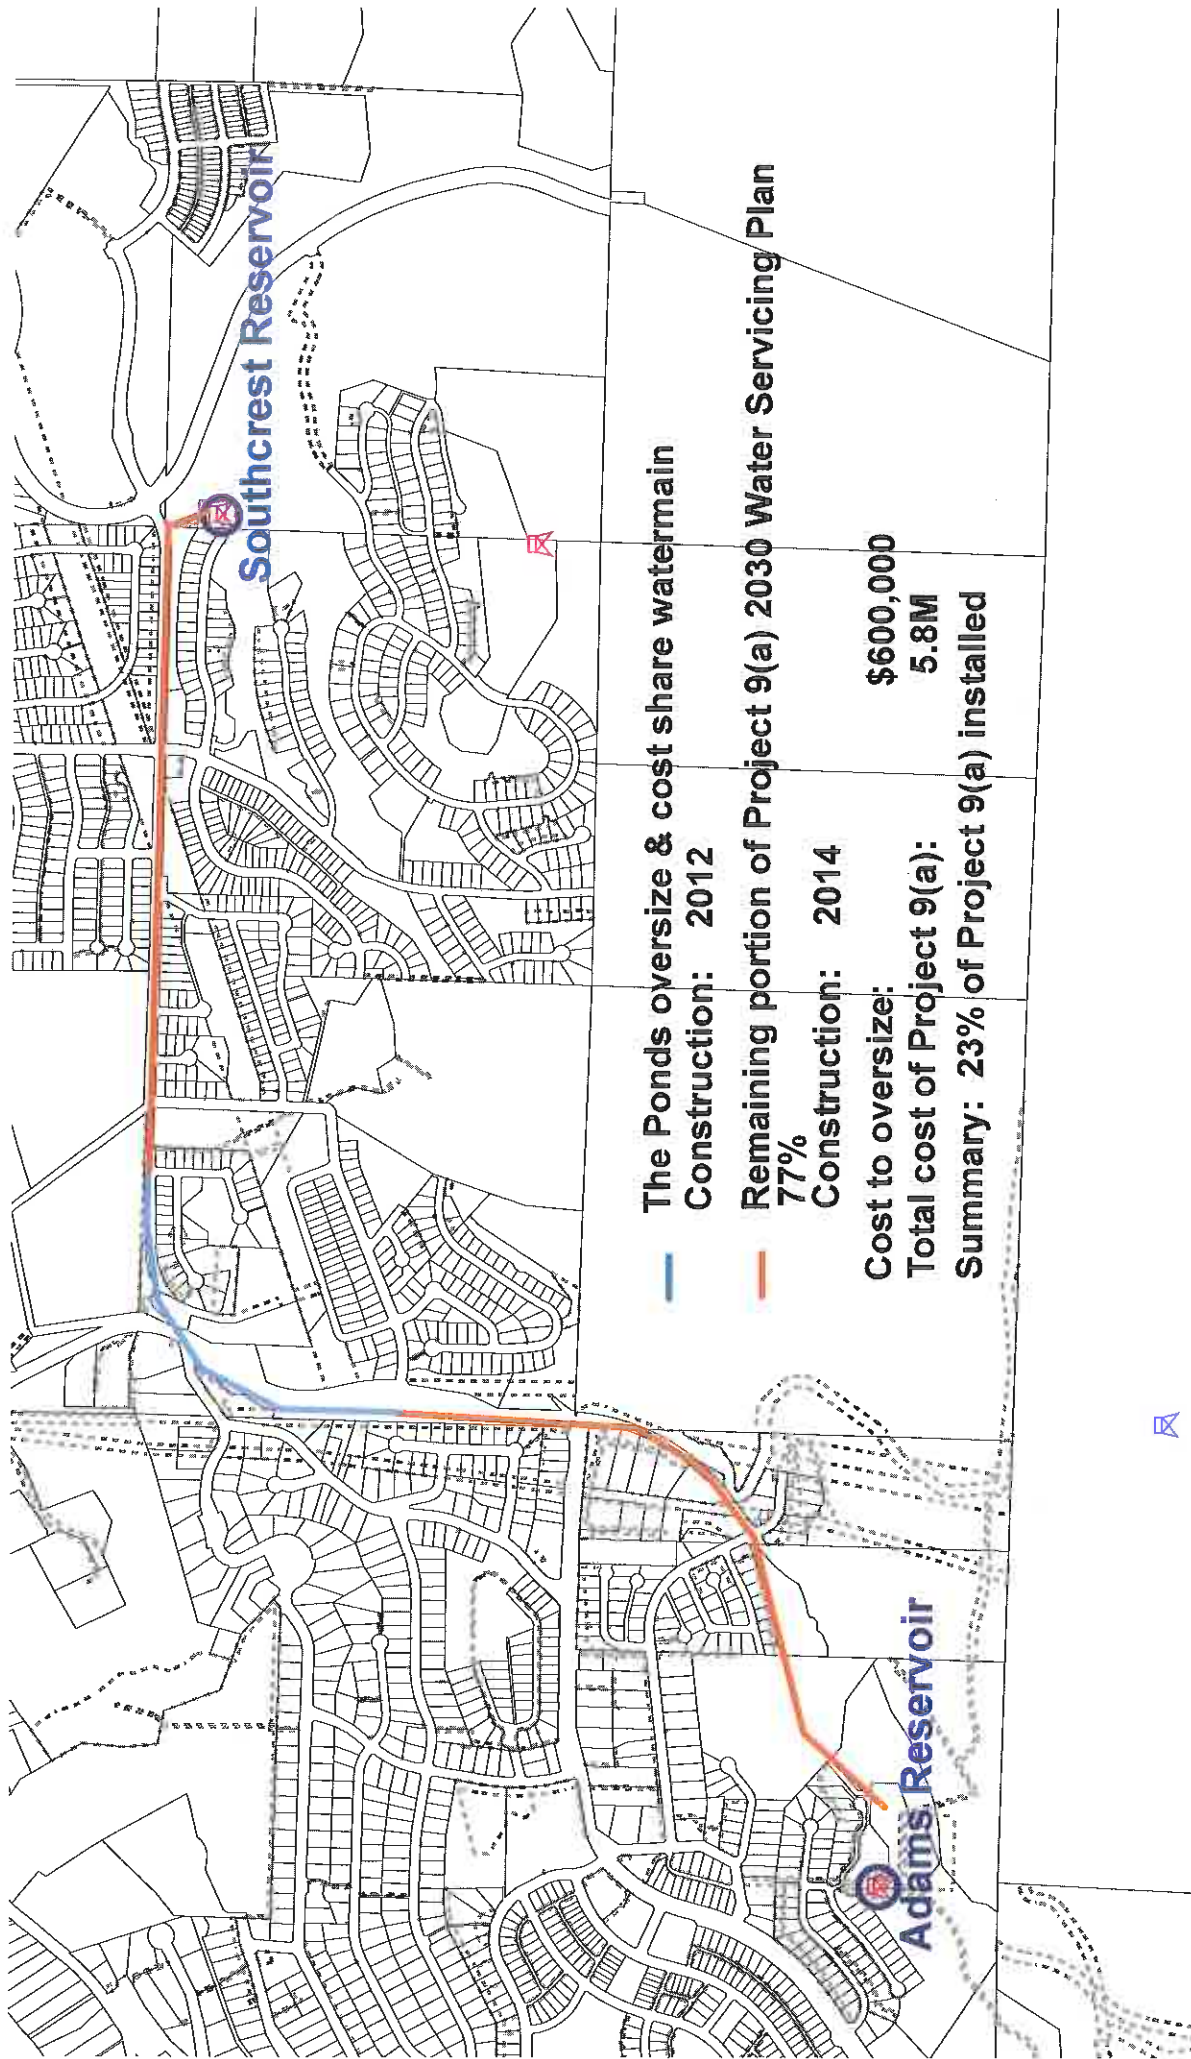 Southcrest Reservoir
The Ponds oversize & cost share watermain
Construction: 2012
Remaining portion of Project 9(a) 2030 Water Servicing Plan
77%
Construction: 2014
Cost to oversize: $600,000
Total cost of Project 9(a): 5.8M
Summary: 23% of Project 9(a) installed
Adams Reservoir